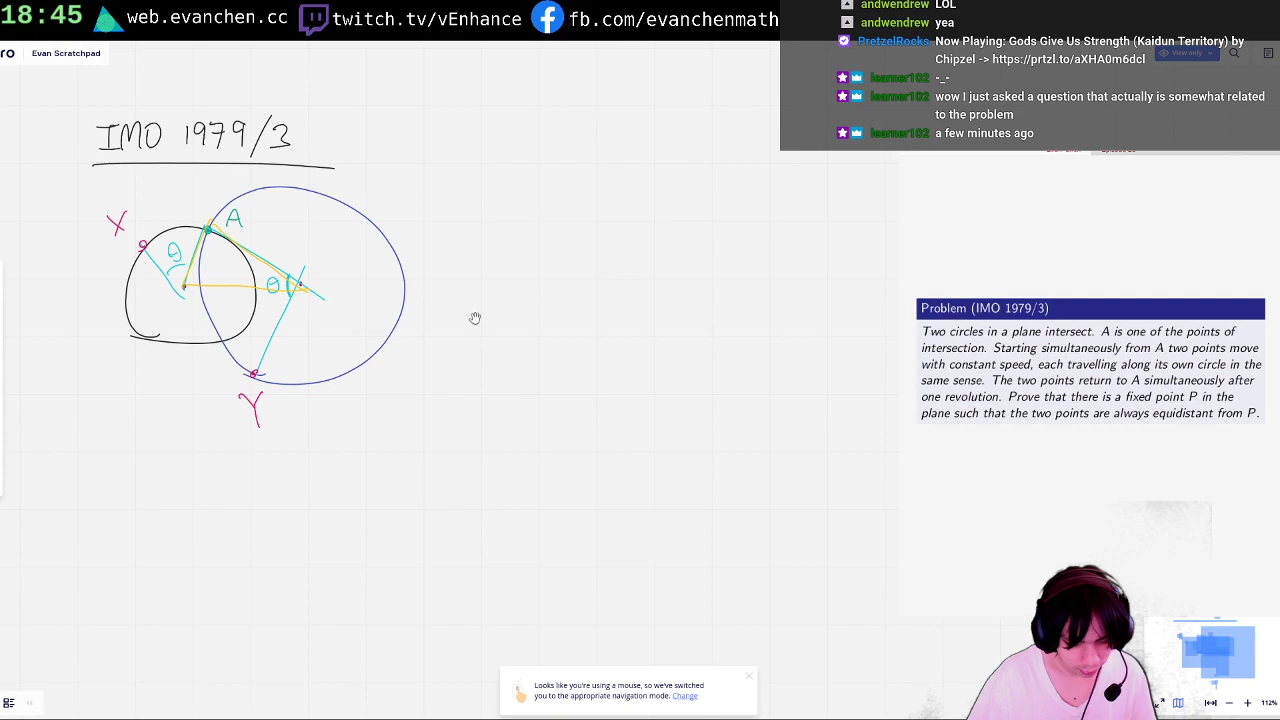 18:45
web.evanchen.cc
twitch.tv/vEnhance
fb.com/evanchenmath
andwendrew LOL
andwendrew yea
PretzelRocks Now Playing: Gods Give Us Strength (Kaidun Territory) by
Chipzel -> https://prtzl.to/aXHA0m6dcl
learner102 -_-
learner102 wow I just asked a question that actually is somewhat related
to the problem
learner102 a few minutes ago
ro
Evan Scratchpad
View only
IMO 1979/3
X
A
θ
θ
Y
Problem (IMO 1979/3)
Two circles in a plane intersect. A is one of the points of
intersection. Starting simultaneously from A two points move
with constant speed, each travelling along its own circle in the
same sense. The two points return to A simultaneously after
one revolution. Prove that there is a fixed point P in the
plane such that the two points are always equidistant from P.
Looks like you're using a mouse, so we've switched
you to the appropriate navigation mode. Change
112%